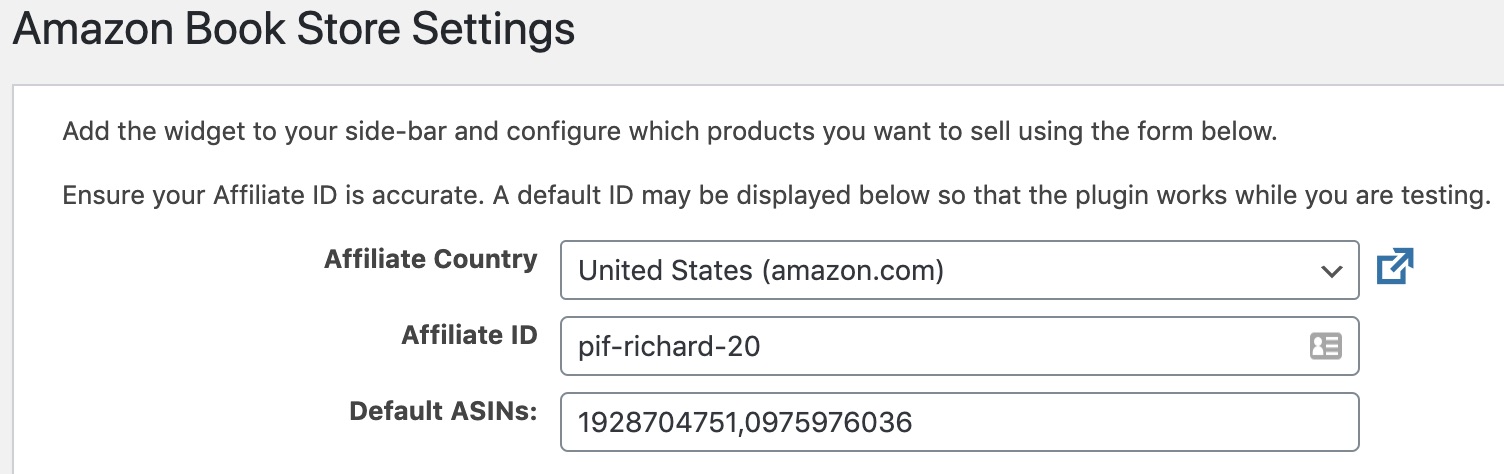 Amazon Book Store Settings
Add the widget to your side-bar and configure which products you want to sell using the form below.
Ensure your Affiliate ID is accurate. A default ID may be displayed below so that the plugin works while you are testing.
Affiliate Country United States (amazon.com)
Affiliate ID pif-richard-20
Default ASINs: 1928704751,0975976036